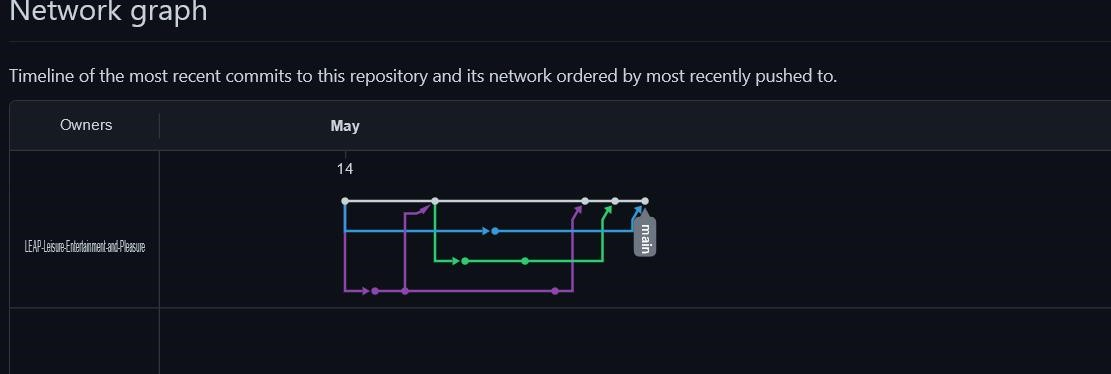 Network graph
Timeline of the most recent commits to this repository and its network ordered by most recently pushed to.
Owners
May
14
LEAP-Leisure-Entertainment-and-Pleasure
main